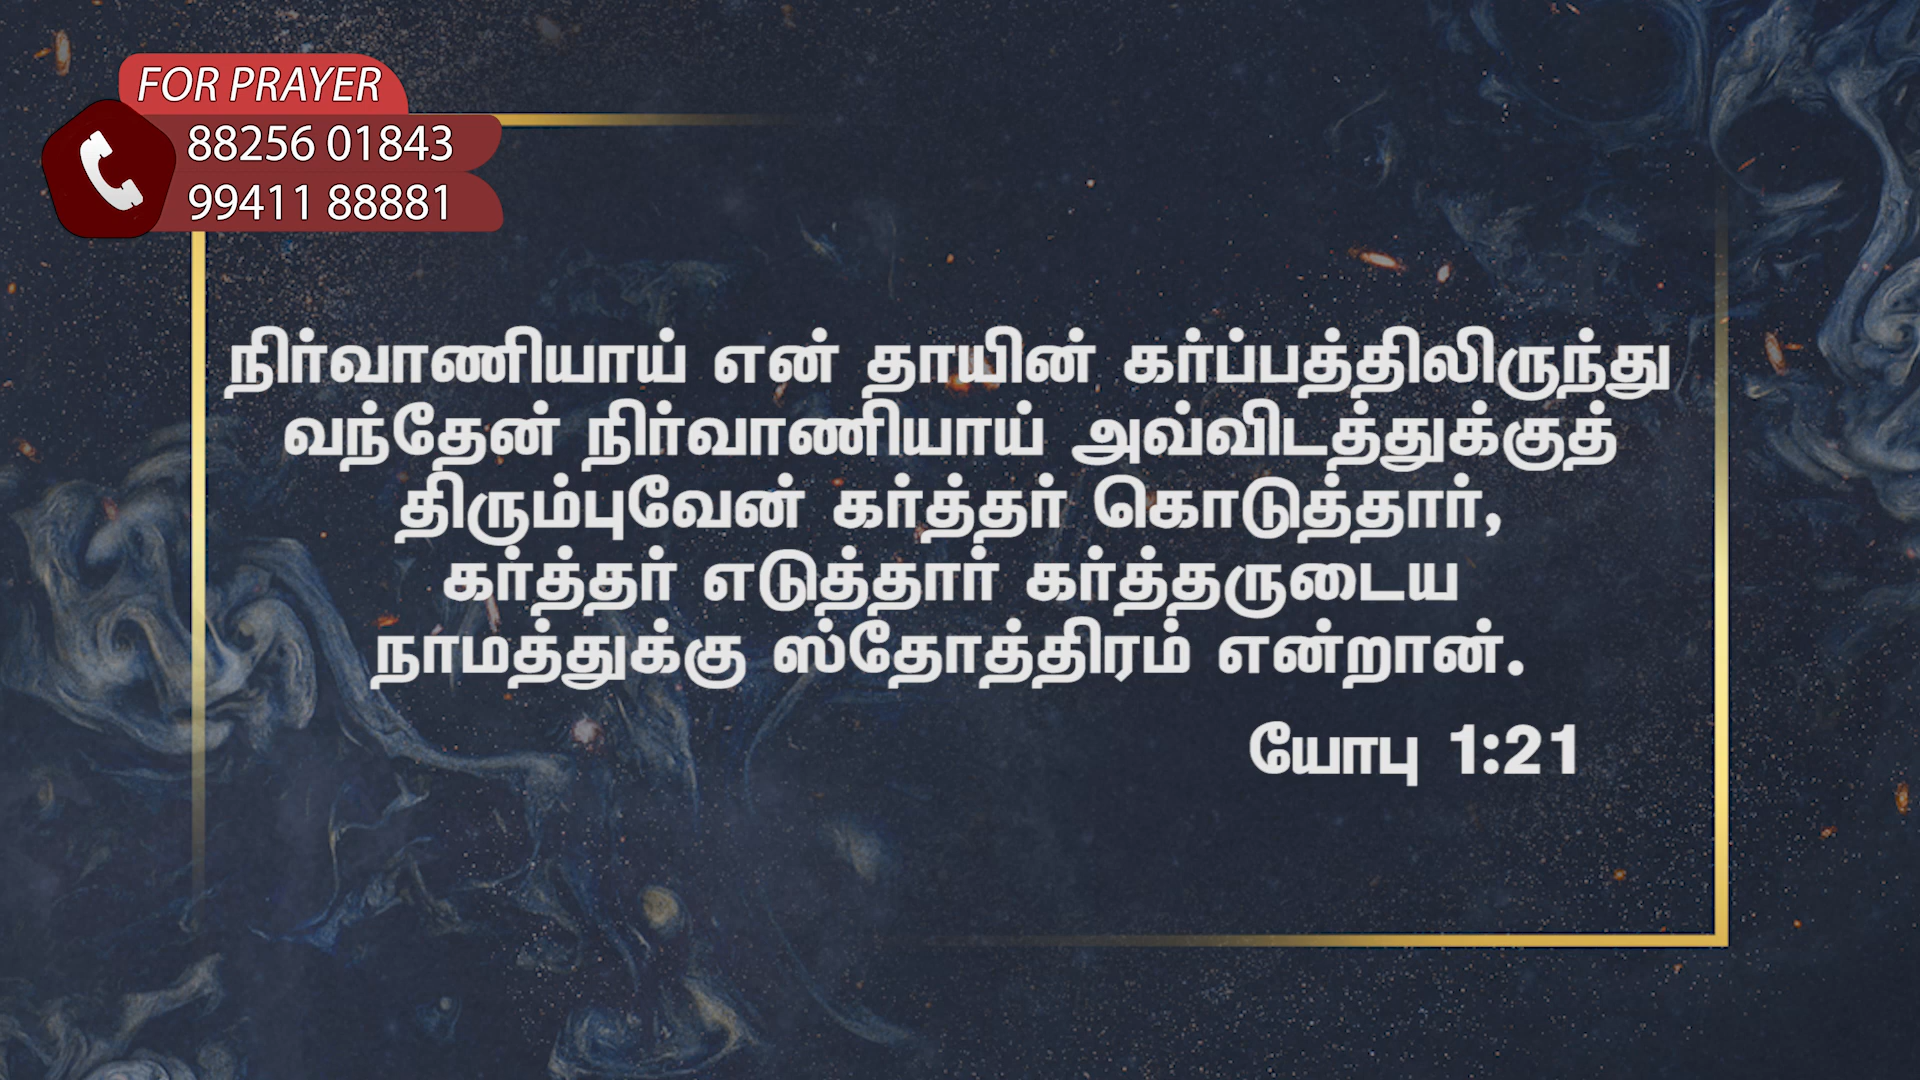 FOR PRAYER
88256 01843
99411 88881
நிர்வாணியாய் என் தாயின் கர்ப்பத்திலிருந்து
வந்தேன் நிர்வாணியாய் அவ்விடத்துக்குத்
திரும்புவேன் கர்த்தர் கொடுத்தார்,
கர்த்தர் எடுத்தார் கர்த்தருடைய
நாமத்துக்கு ஸ்தோத்திரம் என்றான்.
யோபு 1:21